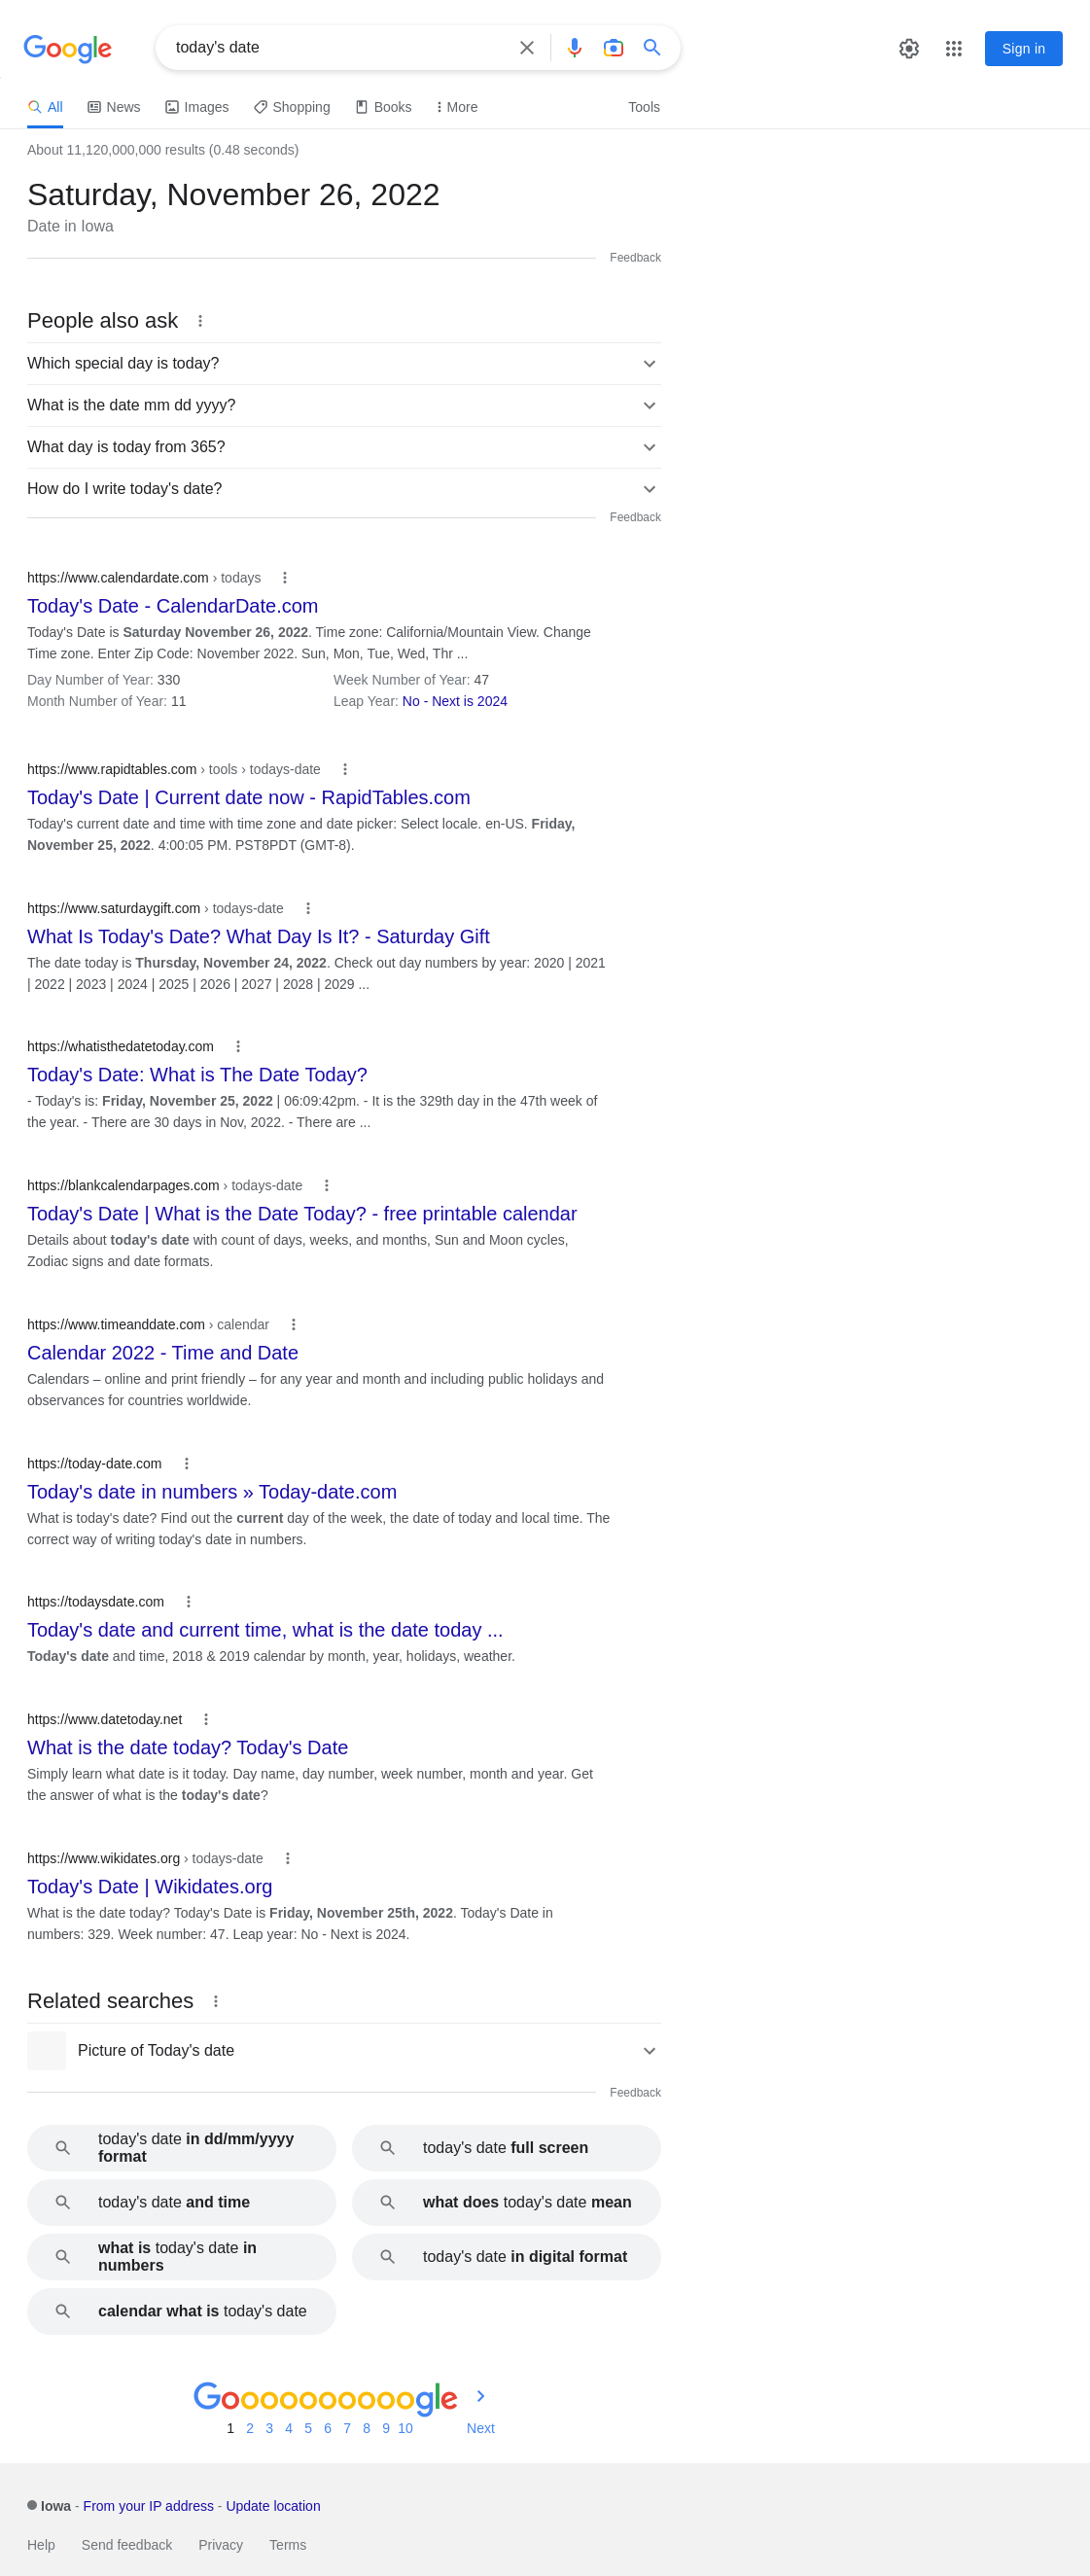 Google
today's date
Sign in
All
News
Images
Shopping
Books
More
Tools
About 11,120,000,000 results (0.48 seconds)
Saturday, November 26, 2022
Date in Iowa
Feedback
People also ask
Which special day is today?
What is the date mm dd yyyy?
What day is today from 365?
How do I write today's date?
Feedback
https://www.calendardate.com › todays
Today's Date - CalendarDate.com
Today's Date is Saturday November 26, 2022. Time zone: California/Mountain View. Change
Time zone. Enter Zip Code: November 2022. Sun, Mon, Tue, Wed, Thr ...
Day Number of Year: 330
Week Number of Year: 47
Month Number of Year: 11
Leap Year: No - Next is 2024
https://www.rapidtables.com › tools › todays-date
Today's Date | Current date now - RapidTables.com
Today's current date and time with time zone and date picker: Select locale. en-US. Friday,
November 25, 2022. 4:00:05 PM. PST8PDT (GMT-8).
https://www.saturdaygift.com › todays-date
What Is Today's Date? What Day Is It? - Saturday Gift
The date today is Thursday, November 24, 2022. Check out day numbers by year: 2020 | 2021
| 2022 | 2023 | 2024 | 2025 | 2026 | 2027 | 2028 | 2029 ...
https://whatisthedatetoday.com
Today's Date: What is The Date Today?
- Today's is: Friday, November 25, 2022 | 06:09:42pm. - It is the 329th day in the 47th week of
the year. - There are 30 days in Nov, 2022. - There are ...
https://blankcalendarpages.com › todays-date
Today's Date | What is the Date Today? - free printable calendar
Details about today's date with count of days, weeks, and months, Sun and Moon cycles,
Zodiac signs and date formats.
https://www.timeanddate.com › calendar
Calendar 2022 - Time and Date
Calendars – online and print friendly – for any year and month and including public holidays and
observances for countries worldwide.
https://today-date.com
Today's date in numbers » Today-date.com
What is today's date? Find out the current day of the week, the date of today and local time. The
correct way of writing today's date in numbers.
https://todaysdate.com
Today's date and current time, what is the date today ...
Today's date and time, 2018 & 2019 calendar by month, year, holidays, weather.
https://www.datetoday.net
What is the date today? Today's Date
Simply learn what date is it today. Day name, day number, week number, month and year. Get
the answer of what is the today's date?
https://www.wikidates.org › todays-date
Today's Date | Wikidates.org
What is the date today? Today's Date is Friday, November 25th, 2022. Today's Date in
numbers: 329. Week number: 47. Leap year: No - Next is 2024.
Related searches
Picture of Today's date
Feedback
today's date in dd/mm/yyyy
format
today's date full screen
today's date and time
what does today's date mean
what is today's date in
numbers
today's date in digital format
calendar what is today's date
Goooooooooogle
1 2 3 4 5 6 7 8 9 10 Next
Iowa - From your IP address - Update location
Help Send feedback Privacy Terms